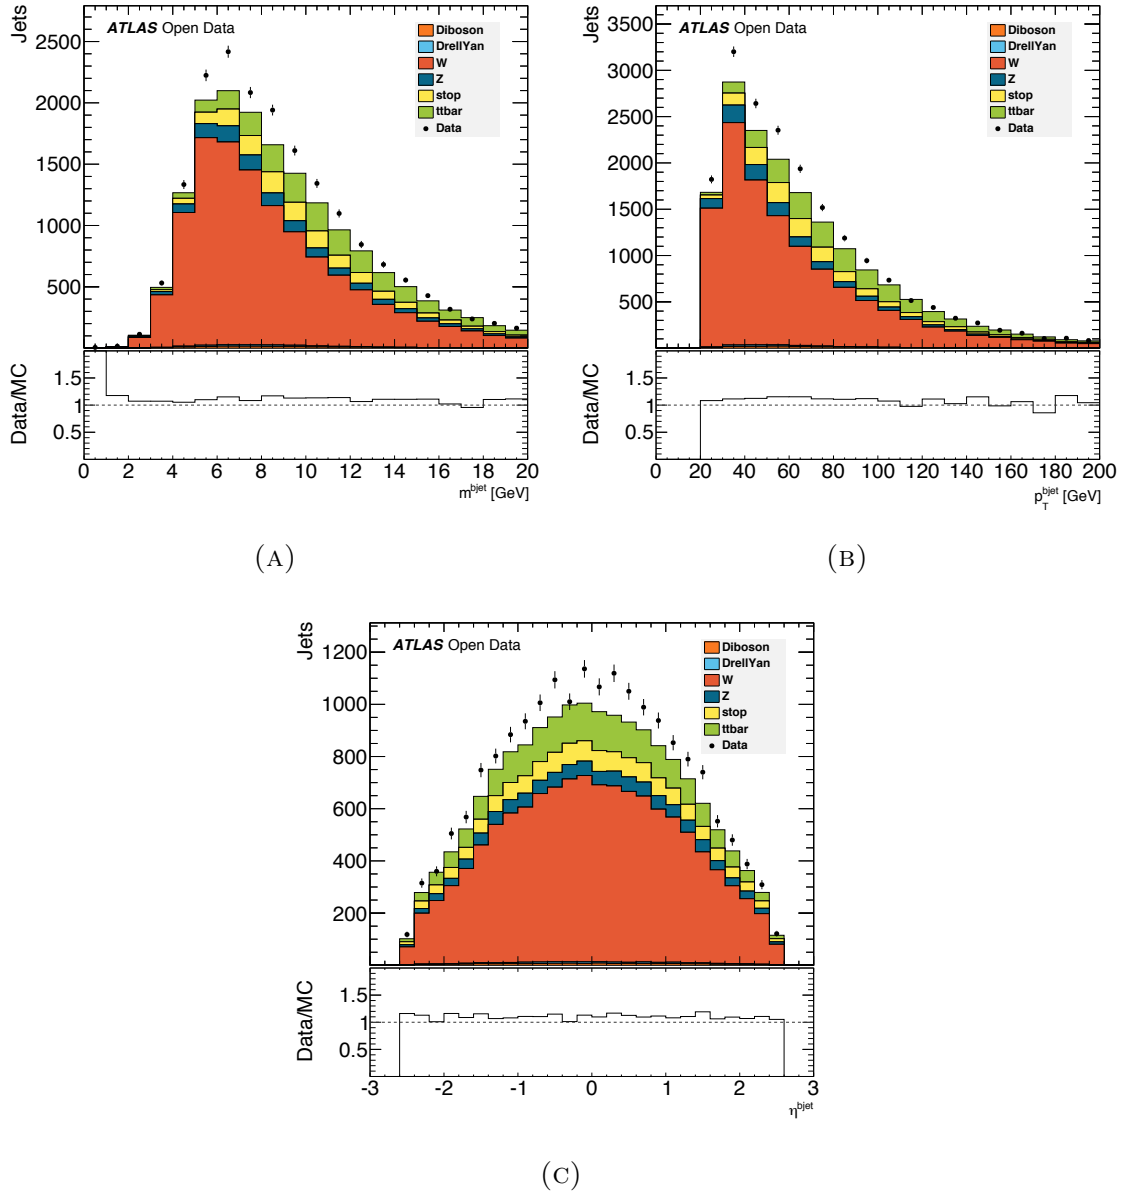 Jets
ATLAS Open Data
2500
2000
1500
1000
500
Diboson
DrellYan
W
Z
stop
ttbar
Data
Data/MC
1.5
1
0.5
0 2 4 6 8 10 12 14 16 18 20
m^bjet [GeV]
(A)
Jets
ATLAS Open Data
3500
3000
2500
2000
1500
1000
500
Diboson
DrellYan
W
Z
stop
ttbar
Data
Data/MC
1.5
1
0.5
0 20 40 60 80 100 120 140 160 180 200
p_T^bjet [GeV]
(B)
Jets
ATLAS Open Data
1200
1000
800
600
400
200
Diboson
DrellYan
W
Z
stop
ttbar
Data
Data/MC
1.5
1
0.5
-3 -2 -1 0 1 2 3
η^bjet
(C)